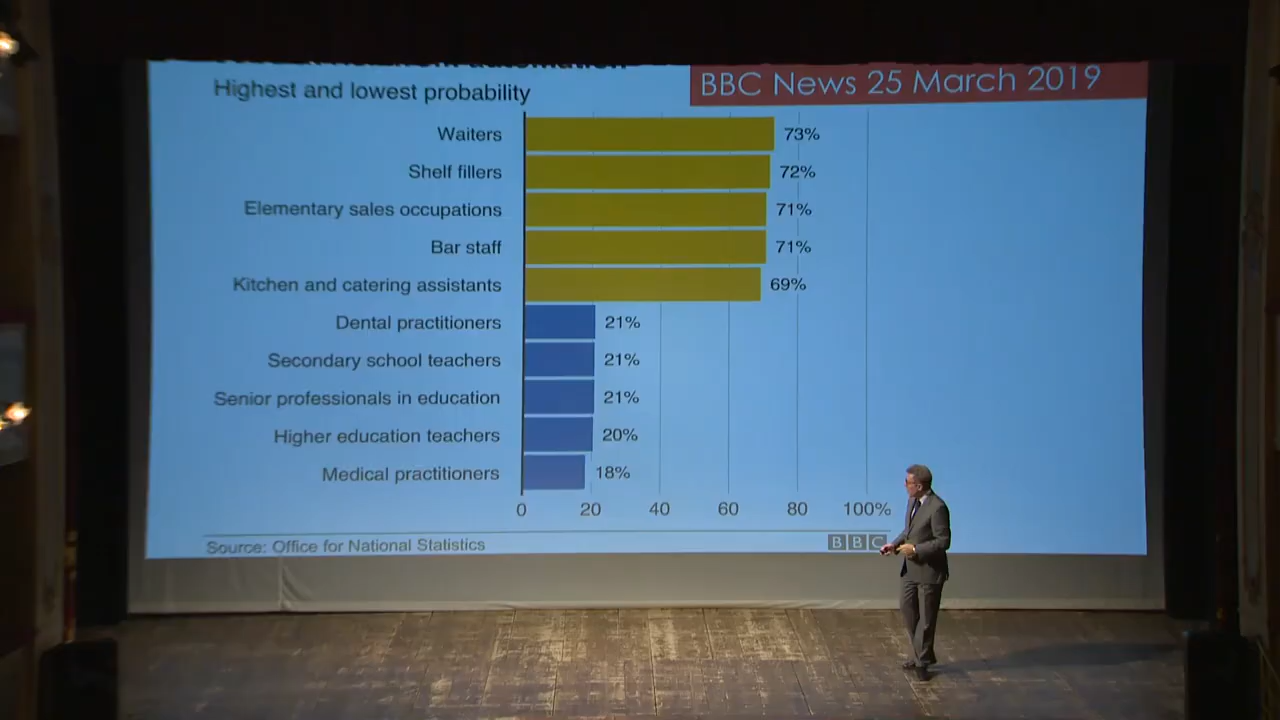 BBC News 25 March 2019
Highest and lowest probability
Waiters 73%
Shelf fillers 72%
Elementary sales occupations 71%
Bar staff 71%
Kitchen and catering assistants 69%
Dental practitioners 21%
Secondary school teachers 21%
Senior professionals in education 21%
Higher education teachers 20%
Medical practitioners 18%
0 20 40 60 80 100%
Source: Office for National Statistics
BBC